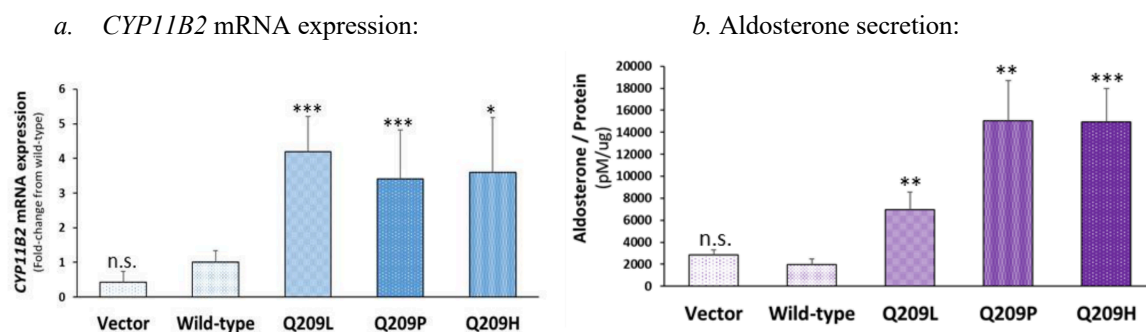 a. CYP11B2 mRNA expression:
CYP11B2 mRNA expression
(Fold-change from wild-type)
6
5
4
3
2
1
0
n.s.
***
***
*
Vector Wild-type Q209L Q209P Q209H
b. Aldosterone secretion:
Aldosterone / Protein
(pM/ug)
20000
18000
16000
14000
12000
10000
8000
6000
4000
2000
0
n.s.
**
**
***
Vector Wild-type Q209L Q209P Q209H